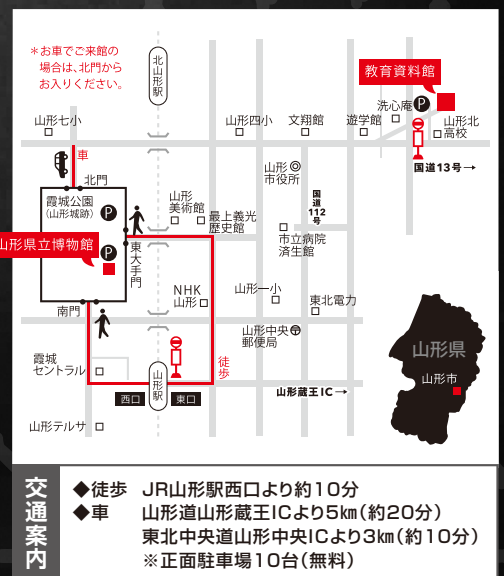 ＊お車でご来館の
場合は、北門から
お入りください。
北山形駅
教育資料館
洗心庵
P
山形北
高校
山形七小
山形四小
文翔館
遊学館
車
国道13号→
北門
霞城公園
（山形城跡）
P
山形
市役所
国道
112
号
山形
美術館
最上義光
歴史館
山形県立博物館
P
東大手門
市立病院
済生館
NHK
山形
山形一小
東北電力
南門
山形中央
郵便局
霞城
セントラル
徒歩
山形駅
西口
東口
山形蔵王IC→
山形テルサ
山形県
山形市
交通案内
◆徒歩 JR山形駅西口より約10分
◆車 山形道山形蔵王ICより5㎞（約20分）
東北中央道山形中央ICより3㎞（約10分）
※正面駐車場10台（無料）